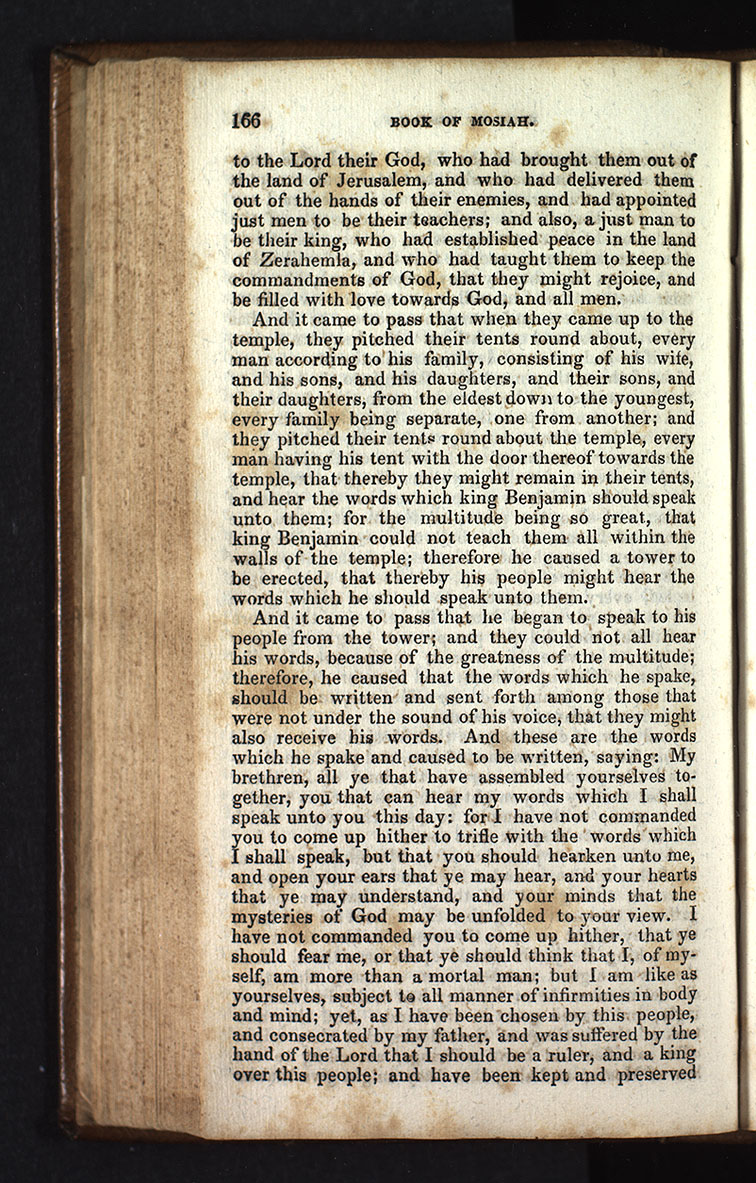 166 BOOK OF MOSIAH.
to the Lord their God, who had brought them out of
the land of Jerusalem, and who had delivered them
out of the hands of their enemies, and had appointed
just men to be their teachers; and also, a just man to
be their king, who had established peace in the land
of Zerahemla, and who had taught them to keep the
commandments of God, that they might rejoice, and
be filled with love towards God, and all men.
And it came to pass that when they came up to the
temple, they pitched their tents round about, every
man according to his family, consisting of his wife,
and his sons, and his daughters, and their sons, and
their daughters, from the eldest down to the youngest,
every family being separate, one from another; and
they pitched their tents round about the temple, every
man having his tent with the door thereof towards the
temple, that thereby they might remain in their tents,
and hear the words which king Benjamin should speak
unto them; for the multitude being so great, that
king Benjamin could not teach them all within the
walls of the temple; therefore he caused a tower to
be erected, that thereby his people might hear the
words which he should speak unto them.
And it came to pass that he began to speak to his
people from the tower; and they could not all hear
his words, because of the greatness of the multitude;
therefore, he caused that the words which he spake,
should be written and sent forth among those that
were not under the sound of his voice, that they might
also receive his words. And these are the words
which he spake and caused to be written, saying: My
brethren, all ye that have assembled yourselves to-
gether, you that can hear my words which I shall
speak unto you this day: for I have not commanded
you to come up hither to trifle with the words which
I shall speak, but that you should hearken unto me,
and open your ears that ye may hear, and your hearts
that ye may understand, and your minds that the
mysteries of God may be unfolded to your view. I
have not commanded you to come up hither, that ye
should fear me, or that ye should think that I, of my-
self, am more than a mortal man; but I am like as
yourselves, subject to all manner of infirmities in body
and mind; yet, as I have been chosen by this people,
and consecrated by my father, and was suffered by the
hand of the Lord that I should be a ruler, and a king
over this people; and have been kept and preserved